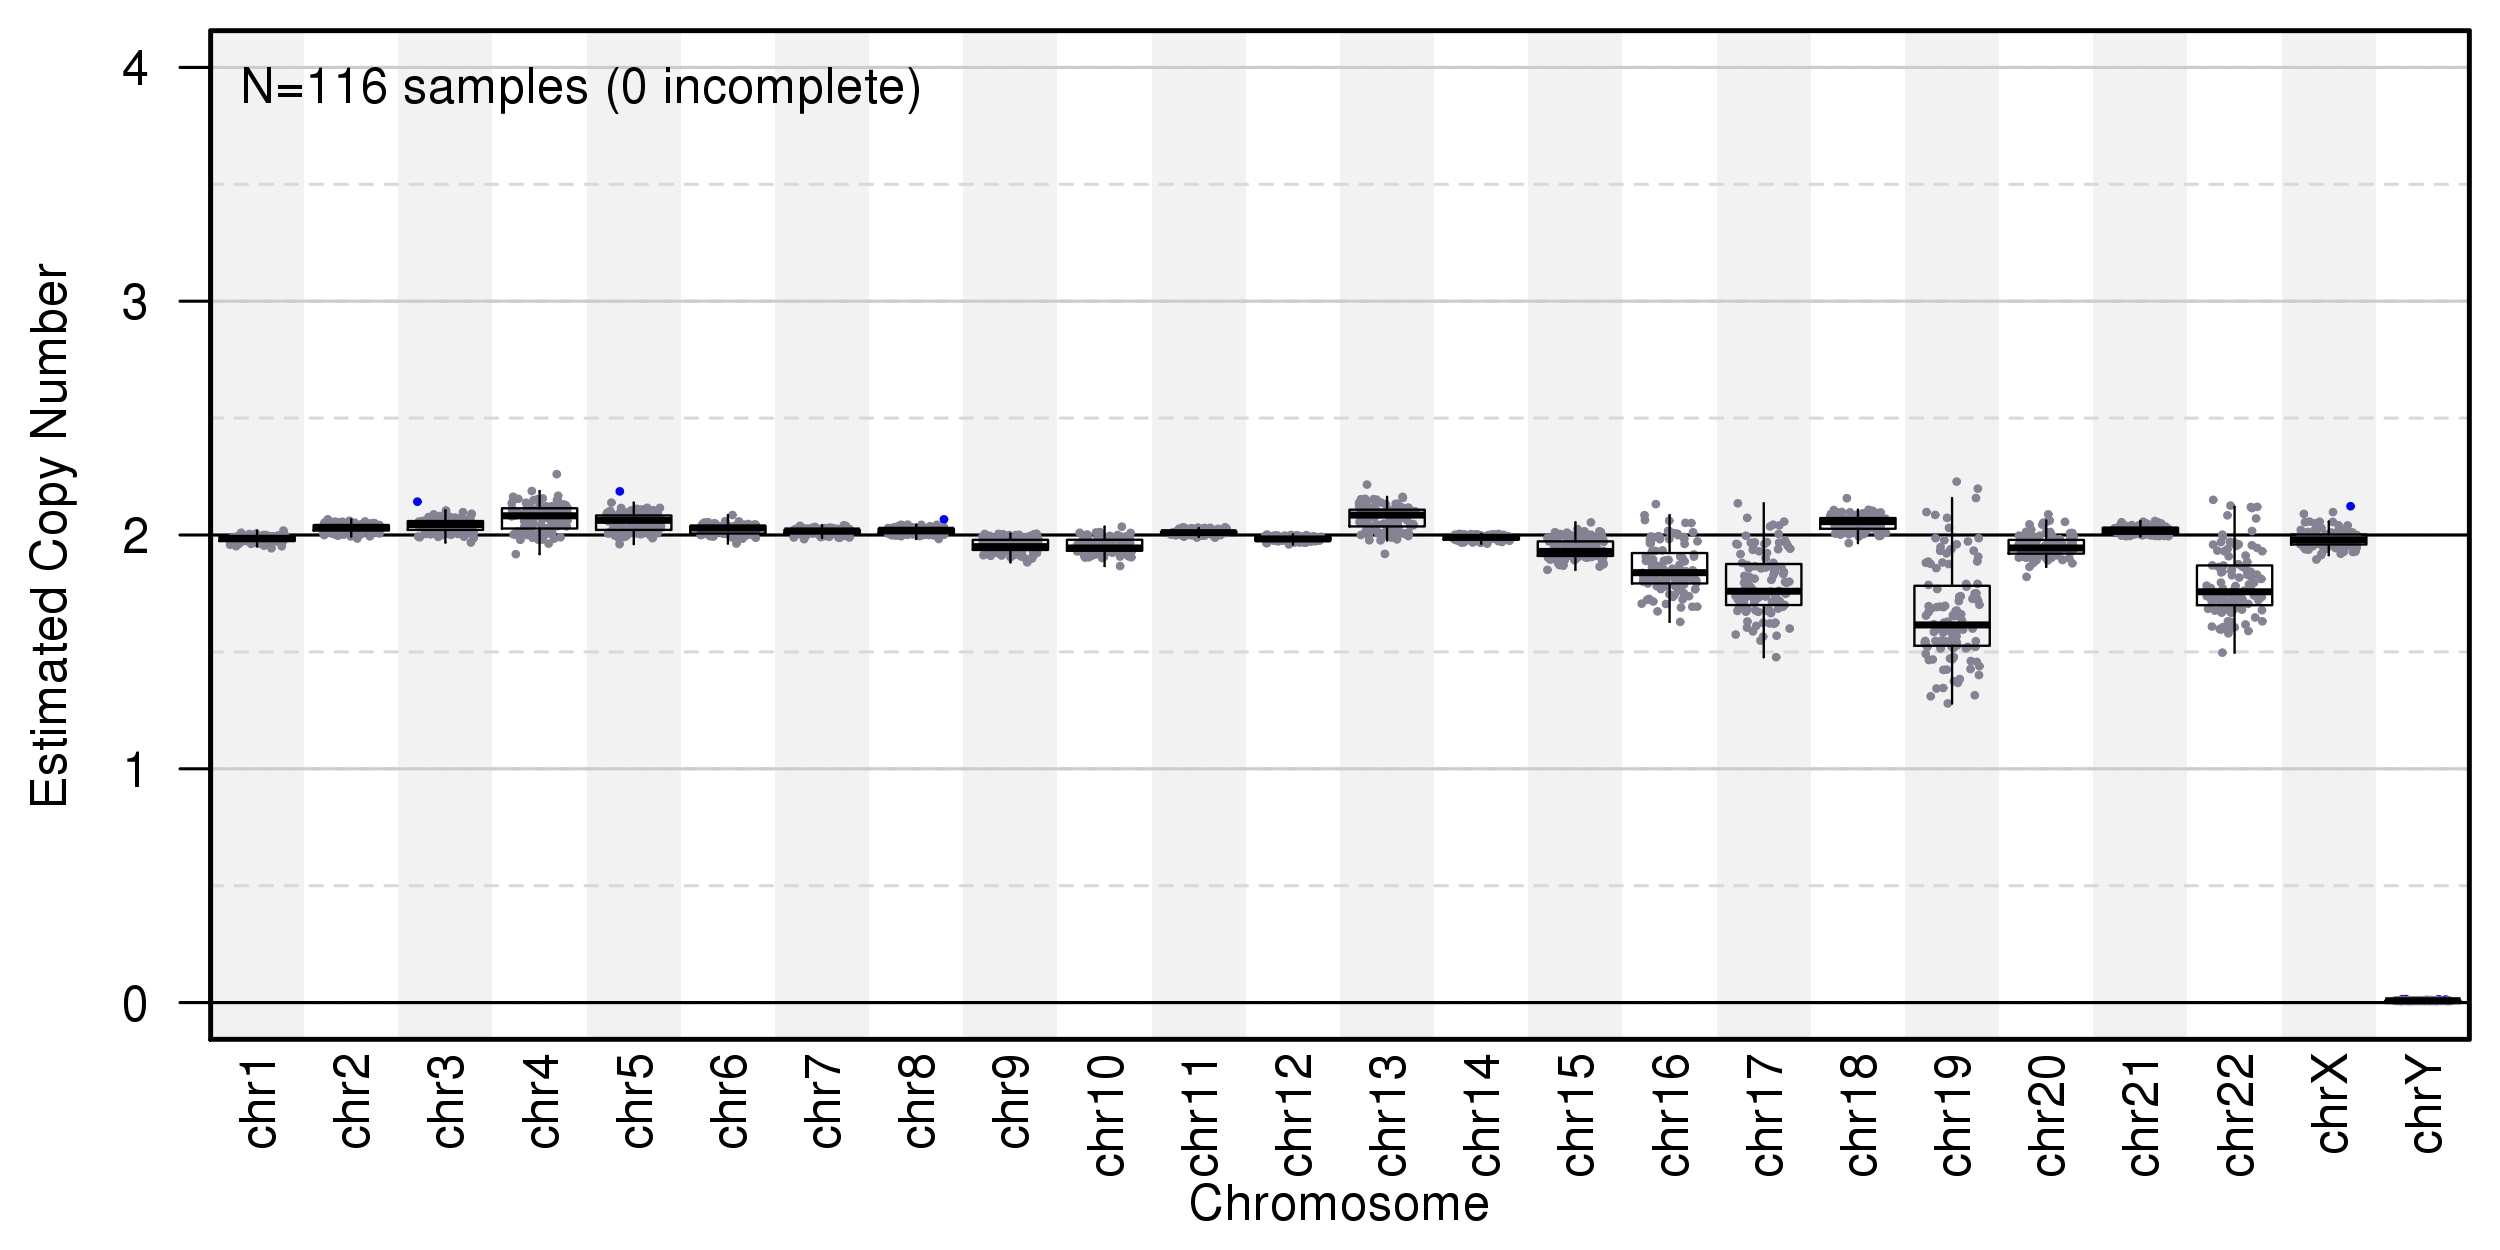 N=116 samples (0 incomplete)
Estimated Copy Number
4
3
2
1
0
chr1
chr2
chr3
chr4
chr5
chr6
chr7
chr8
chr9
chr10
chr11
chr12
chr13
chr14
chr15
chr16
chr17
chr18
chr19
chr20
chr21
chr22
chrX
chrY
Chromosome